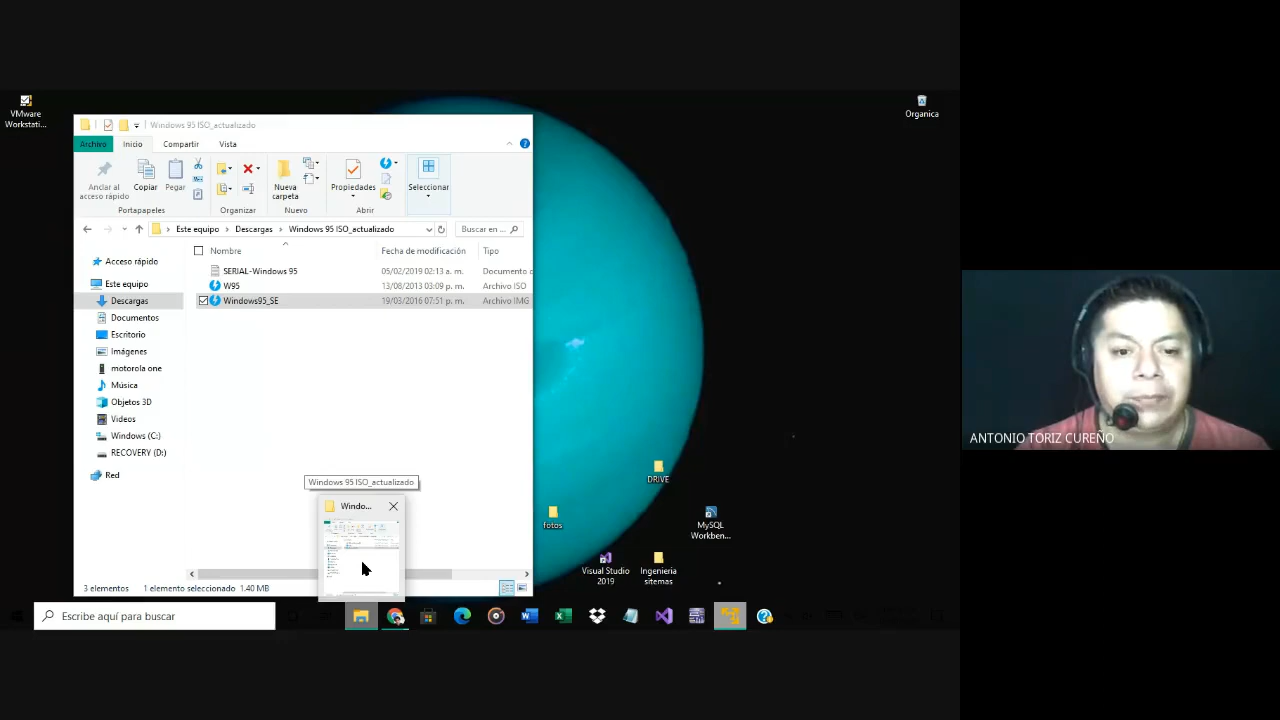 VMware
Workstati...
Organica
Windows 95 ISO_actualizado
Archivo
Inicio
Compartir
Vista
Anclar al
acceso rápido
Copiar
Pegar
Nueva
carpeta
Propiedades
Seleccionar
Portapapeles
Organizar
Nuevo
Abrir
Este equipo
Descargas
Windows 95 ISO_actualizado
Buscar en ...
Nombre
Fecha de modificación
Tipo
Acceso rápido
SERIAL-Windows 95
05/02/2019 02:13 a. m.
Documento d
Este equipo
W95
13/08/2013 03:09 p. m.
Archivo ISO
Descargas
Windows95_SE
19/03/2016 07:51 p. m.
Archivo IMG
Documentos
Escritorio
Imágenes
motorola one
Música
Objetos 3D
Videos
Windows (C:)
RECOVERY (D:)
Red
ANTONIO TORIZ CUREÑO
Windows 95 ISO_actualizado
Windo...
DRIVE
fotos
MySQL
Workben...
Visual Studio
2019
Ingenieria
sitemas
3 elementos
1 elemento seleccionado 1.40 MB
Escribe aquí para buscar